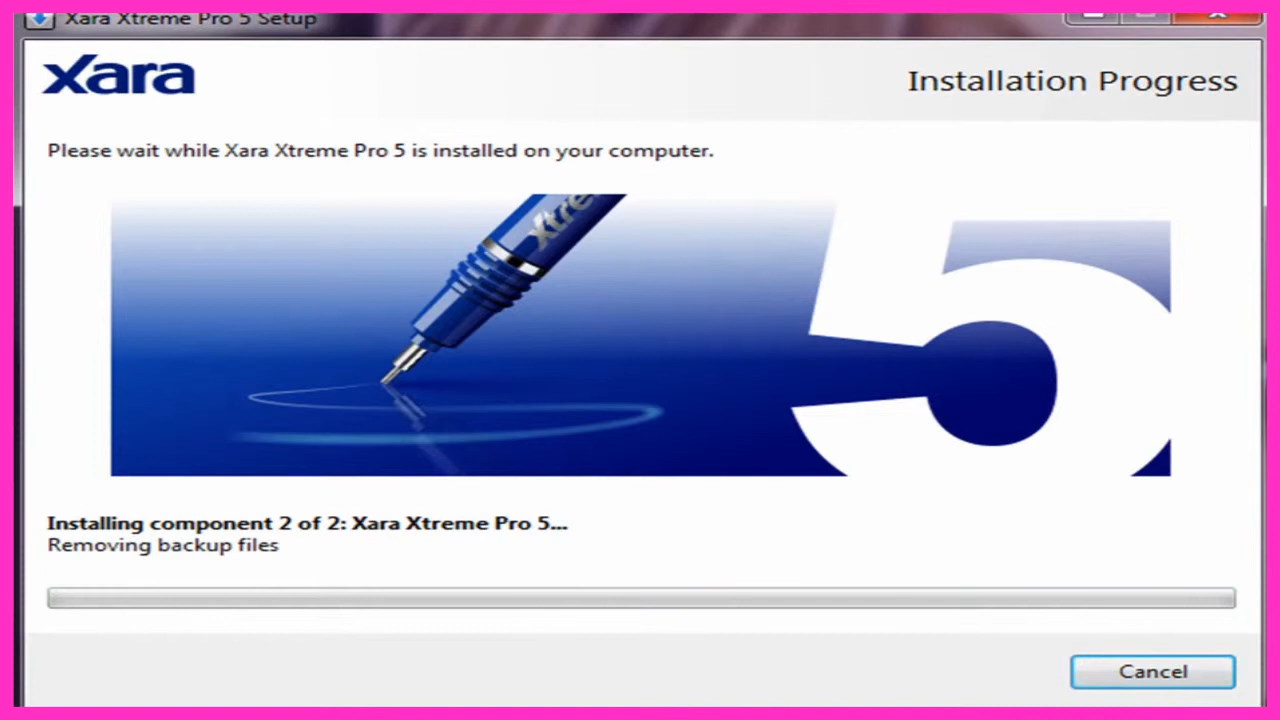 Xara Xtreme Pro 5 Setup
xara
Installation Progress
Please wait while Xara Xtreme Pro 5 is installed on your computer.
Xtre
5
Installing component 2 of 2: Xara Xtreme Pro 5...
Removing backup files
Cancel